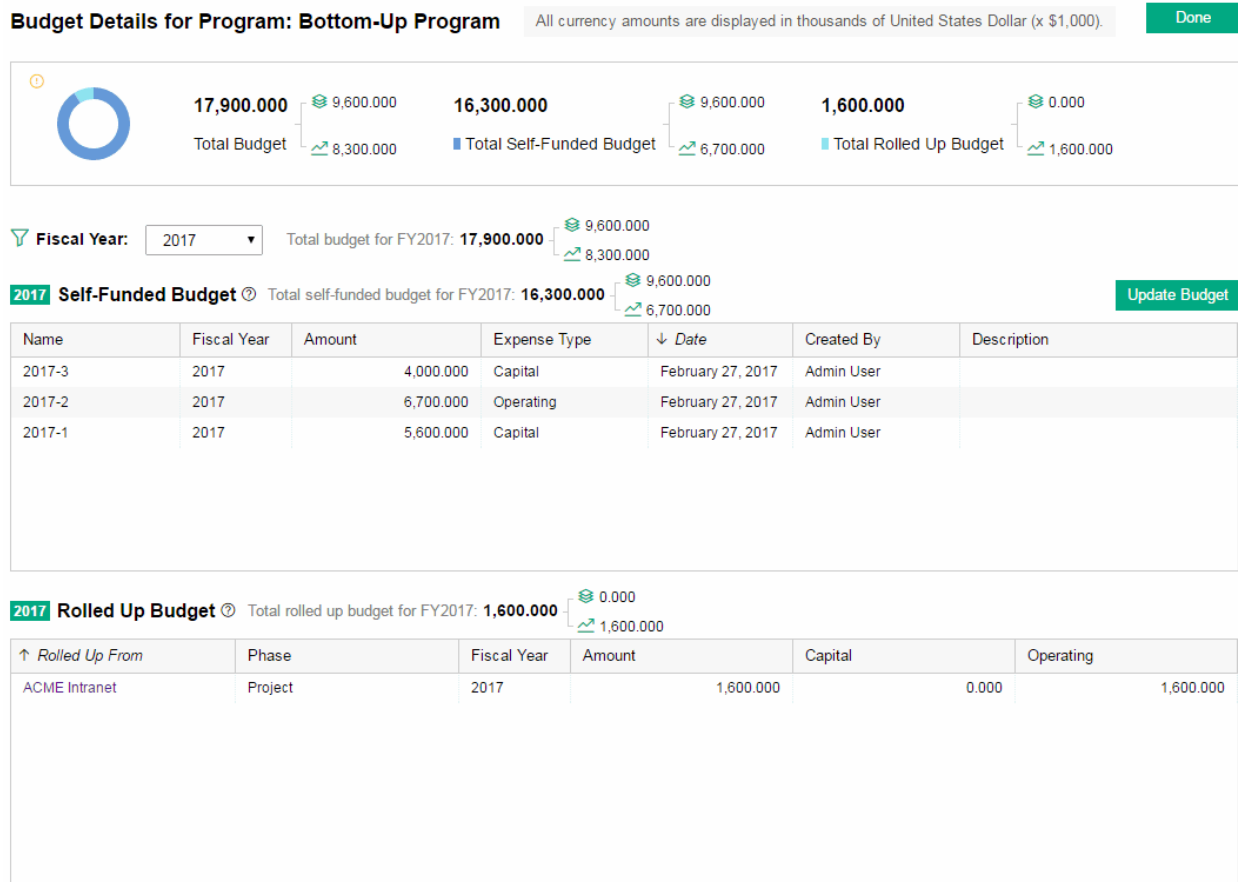 Budget Details for Program: Bottom-Up Program All currency amounts are displayed in thousands of United States Dollar (x $1,000). Done
17,900.000 9,600.000 16,300.000 9,600.000 1,600.000 0.000
Total Budget 8,300.000 Total Self-Funded Budget 6,700.000 Total Rolled Up Budget 1,600.000
9,600.000
Fiscal Year: 2017 Total budget for FY2017: 17,900.000
8,300.000
9,600.000
2017 Self-Funded Budget Total self-funded budget for FY2017: 16,300.000 Update Budget
6,700.000
Name Fiscal Year Amount Expense Type ↓ Date Created By Description
2017-3 2017 4,000.000 Capital February 27, 2017 Admin User
2017-2 2017 6,700.000 Operating February 27, 2017 Admin User
2017-1 2017 5,600.000 Capital February 27, 2017 Admin User
0.000
2017 Rolled Up Budget Total rolled up budget for FY2017: 1,600.000
1,600.000
↑ Rolled Up From Phase Fiscal Year Amount Capital Operating
ACME Intranet Project 2017 1,600.000 0.000 1,600.000